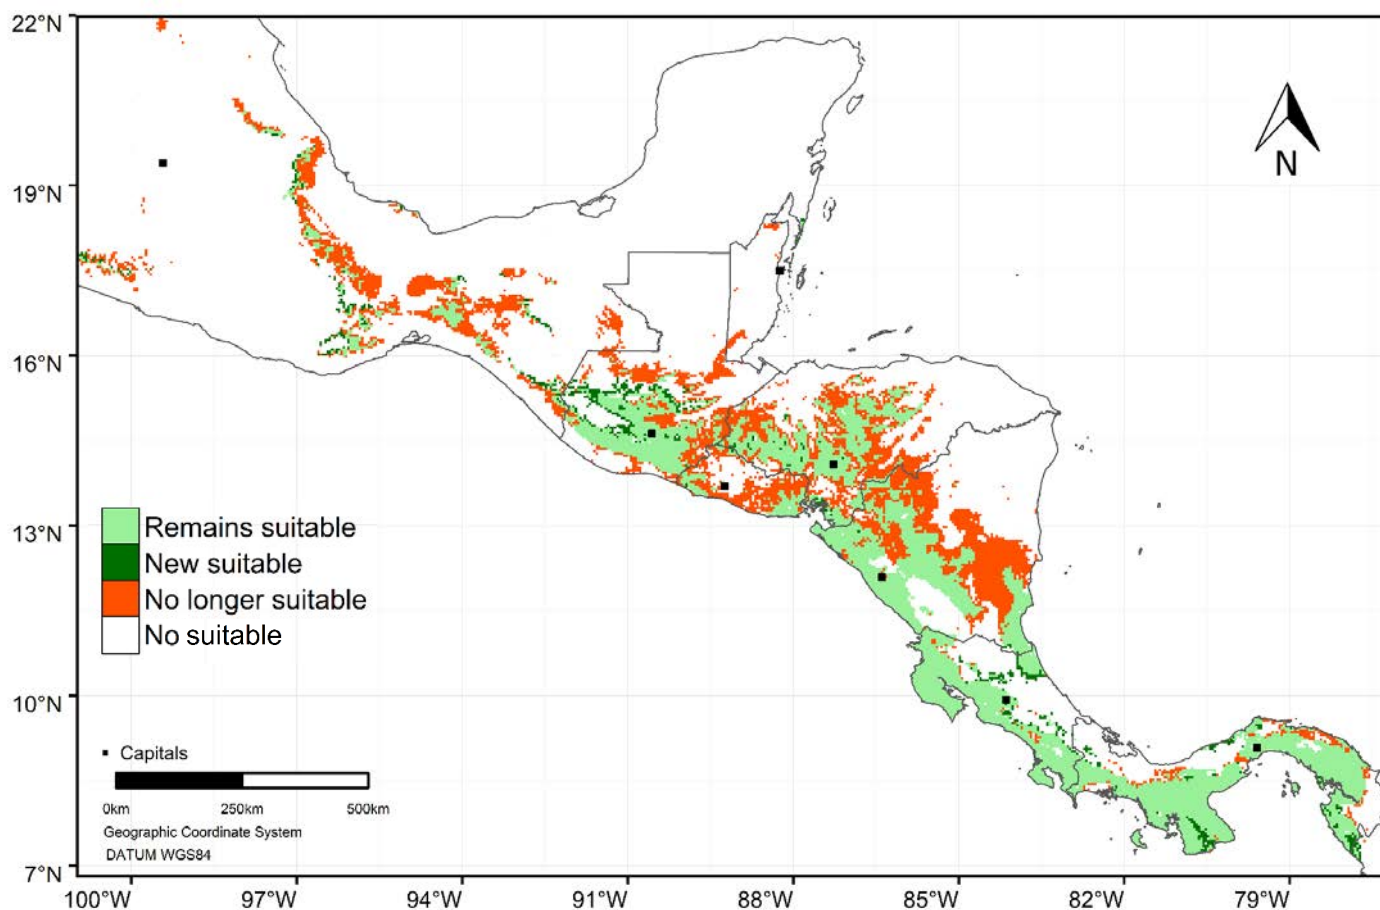 22°N
19°N
16°N
13°N
10°N
7°N
N
Remains suitable
New suitable
No longer suitable
No suitable
Capitals
0km 250km 500km
Geographic Coordinate System
DATUM WGS84
100°W 97°W 94°W 91°W 88°W 85°W 82°W 79°W